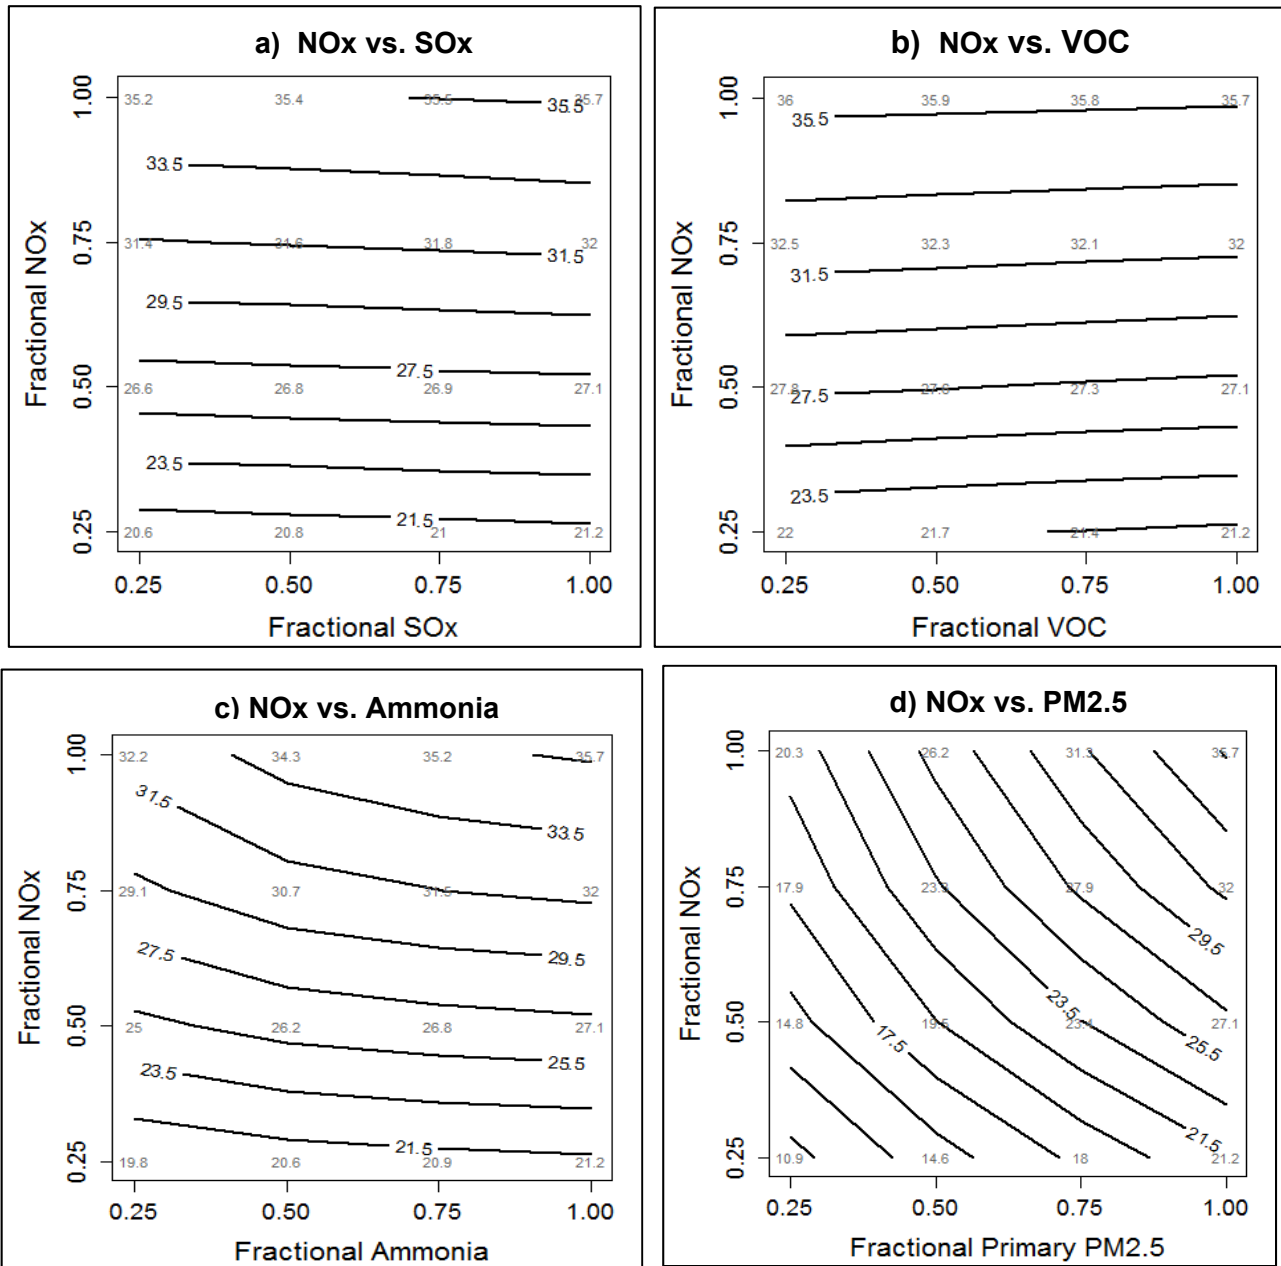 a) NOx vs. SOx
1.00
35.2 35.4 35.5 35.7
35.5
33.5
0.75
31.4 31.6 31.8 32
31.5
29.5
27.5
0.50
26.6 26.8 26.9 27.1
23.5
21.5
0.25
20.6 20.8 21 21.2
0.25 0.50 0.75 1.00
Fractional NOx
Fractional SOx
b) NOx vs. VOC
1.00
36 35.9 35.8 35.7
35.5
0.75
32.5 32.3 32.1 32
31.5
0.50
27.8 27.6 27.3 27.1
27.5
23.5
0.25
22 21.7 21.4 21.2
0.25 0.50 0.75 1.00
Fractional NOx
Fractional VOC
c) NOx vs. Ammonia
1.00
32.2 34.3 35.2 35.7
31.5
33.5
0.75
29.1 30.7 31.5 32
29.5
27.5
0.50
25 26.2 26.8 27.1
25.5
23.5
21.5
0.25
19.8 20.6 20.9 21.2
0.25 0.50 0.75 1.00
Fractional NOx
Fractional Ammonia
d) NOx vs. PM2.5
1.00
20.3 26.2 31.3 35.7
0.75
17.9 23.3 27.9 32
29.5
23.5
0.50
14.8 19.5 23.4 27.1
17.5
25.5
21.5
0.25
10.9 14.6 18 21.2
0.25 0.50 0.75 1.00
Fractional NOx
Fractional Primary PM2.5